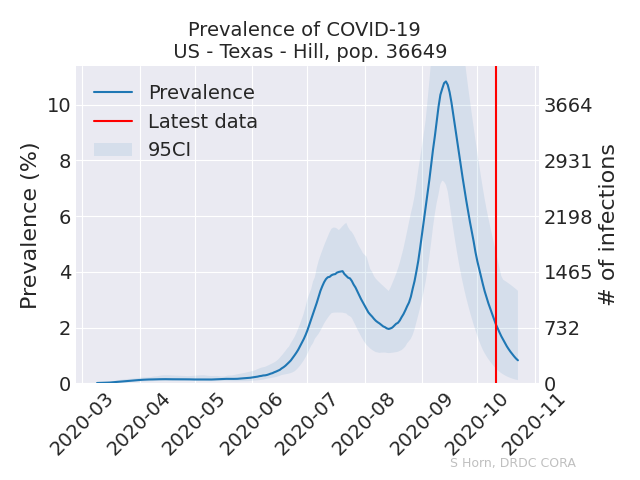 Prevalence of COVID-19
US - Texas - Hill, pop. 36649
Prevalence (%)
10
8
6
4
2
0
Prevalence
Latest data
95CI
3664
2931
2198
1465
732
0
# of infections
2020-03
2020-04
2020-05
2020-06
2020-07
2020-08
2020-09
2020-10
2020-11
S Horn, DRDC CORA